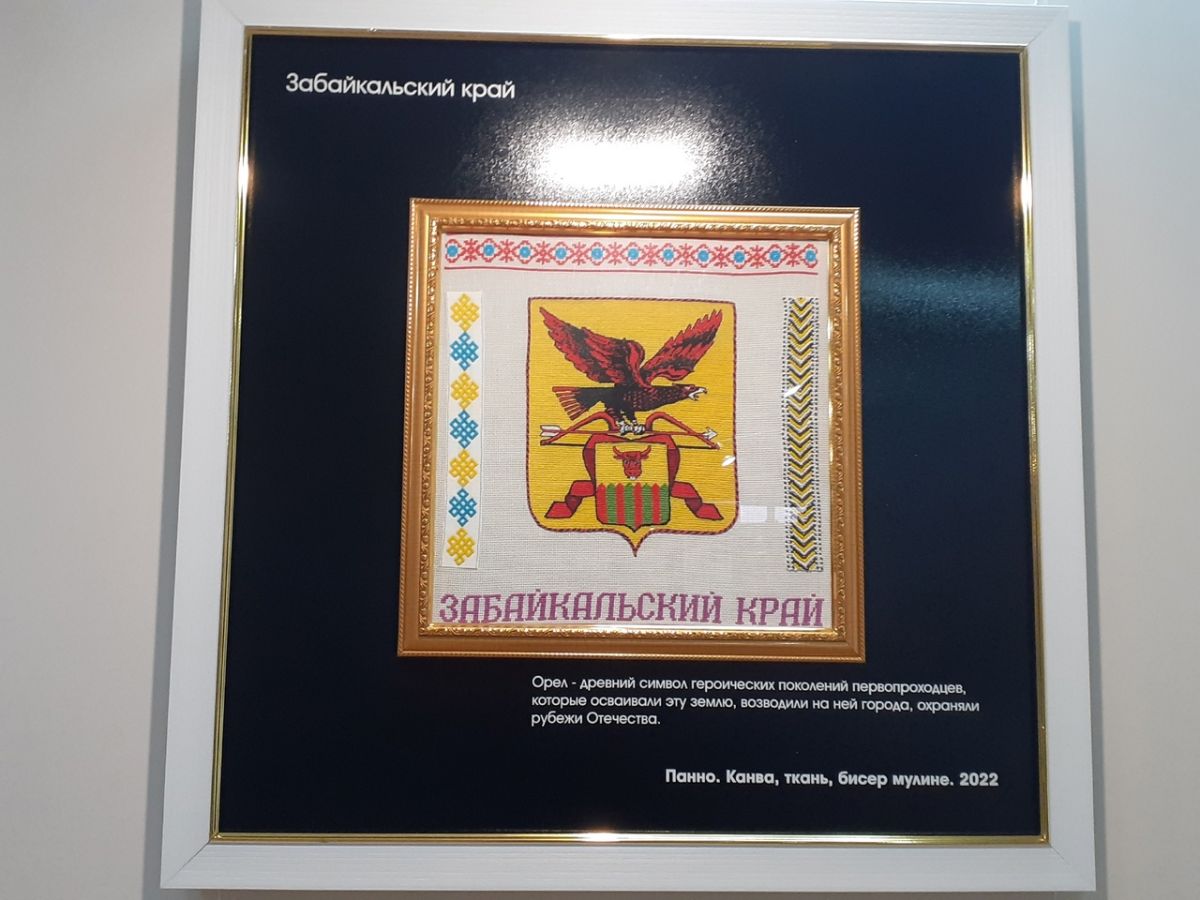 Забайкальский край
ЗАБАЙКАЛЬСКИЙ КРАЙ
Орел - древний символ героических поколений первопроходцев,
которые осваивали эту землю, возводили на ней города, охраняли
рубежи Отечества.
Панно. Канва, ткань, бисер мулине. 2022